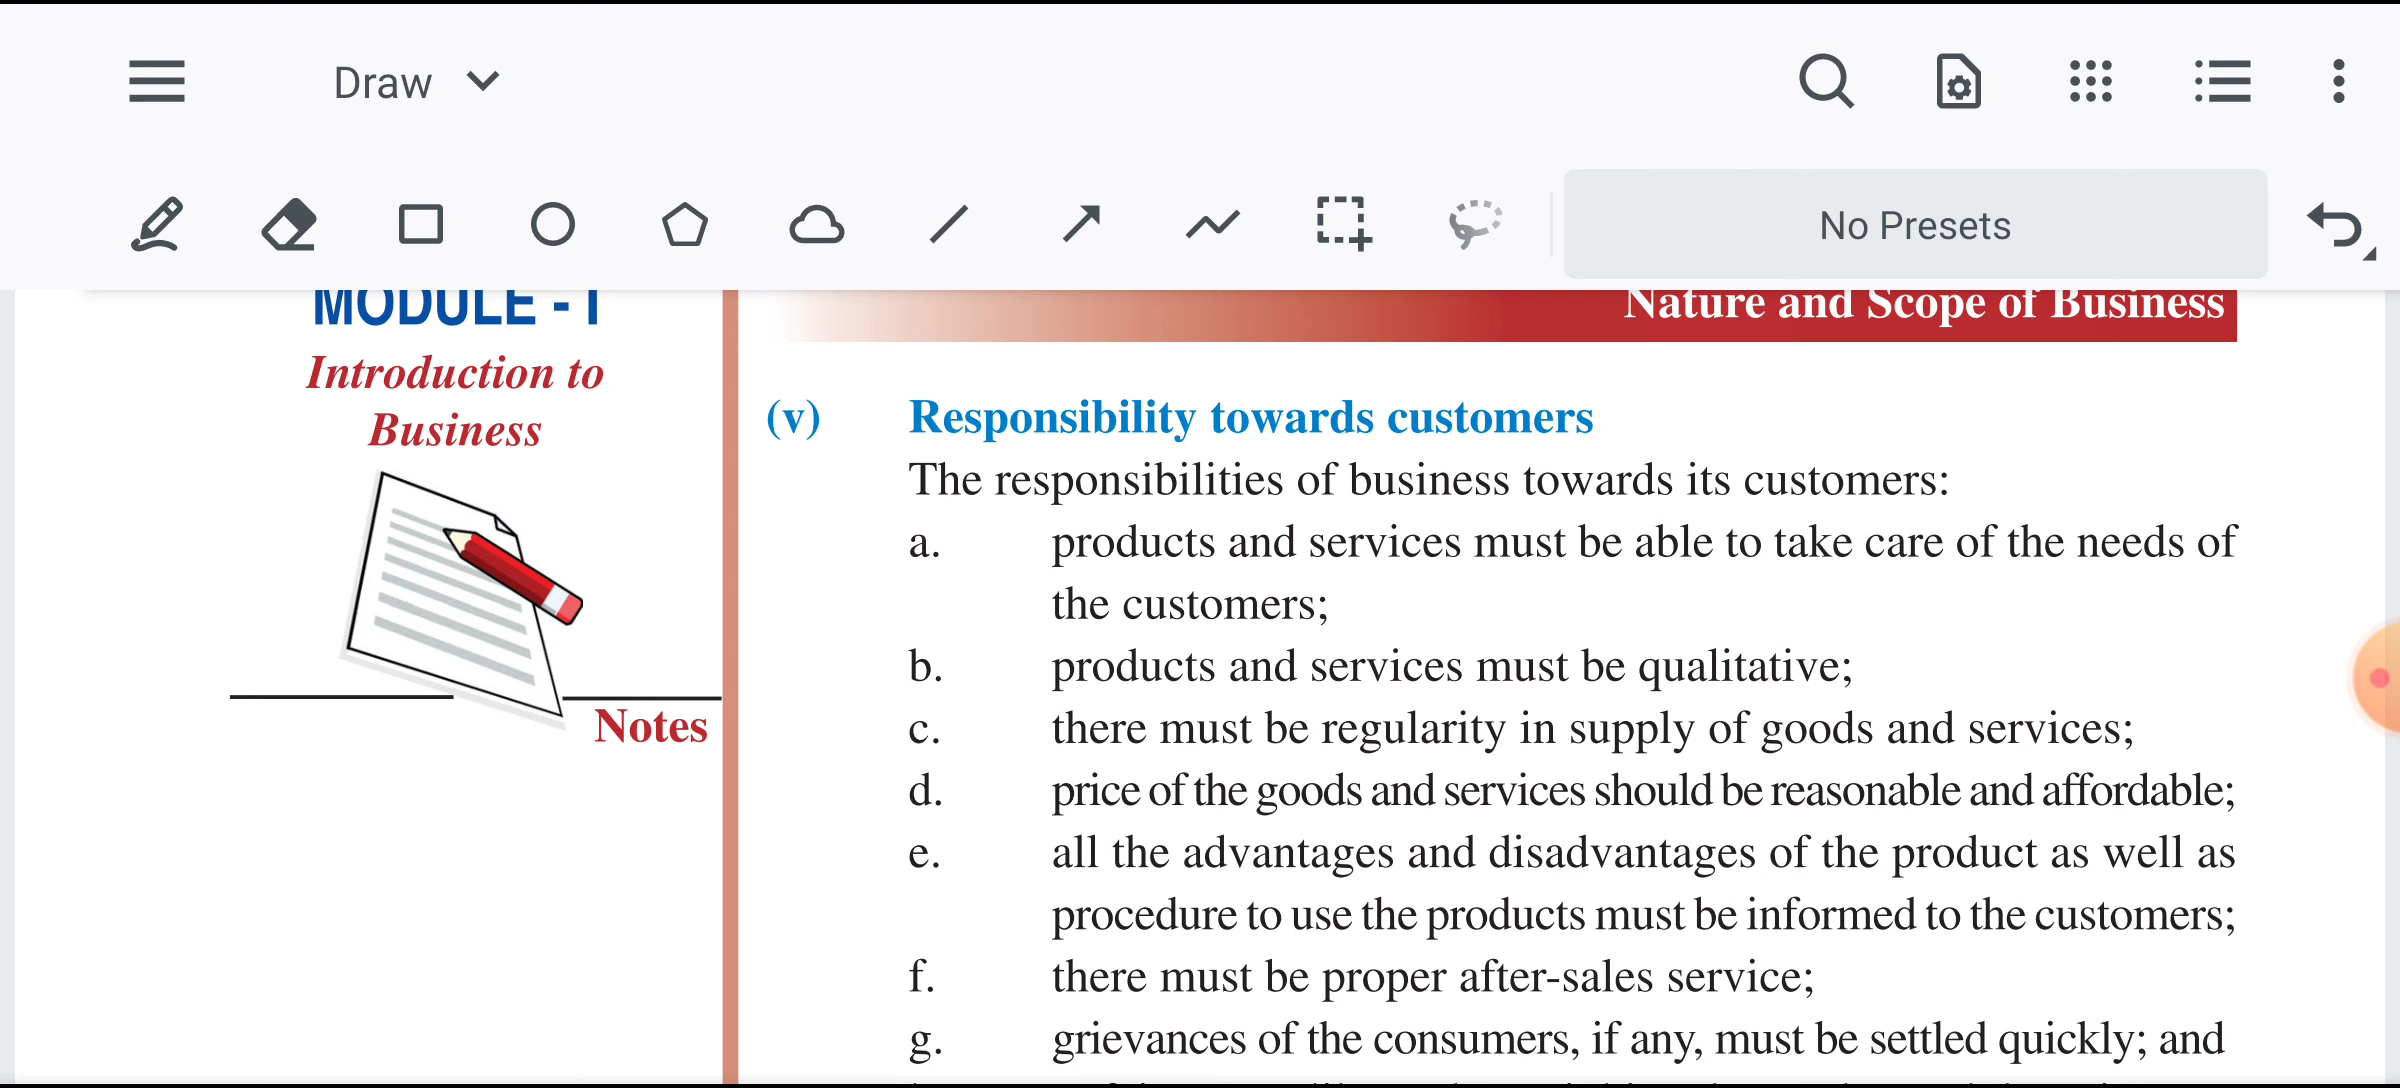 Draw
No Presets
MODULE - 1
Introduction to
Business
Notes
Nature and Scope of Business
(v) Responsibility towards customers
The responsibilities of business towards its customers:
a. products and services must be able to take care of the needs of
the customers;
b. products and services must be qualitative;
c. there must be regularity in supply of goods and services;
d. price of the goods and services should be reasonable and affordable;
e. all the advantages and disadvantages of the product as well as
procedure to use the products must be informed to the customers;
f. there must be proper after-sales service;
g. grievances of the consumers, if any, must be settled quickly; and